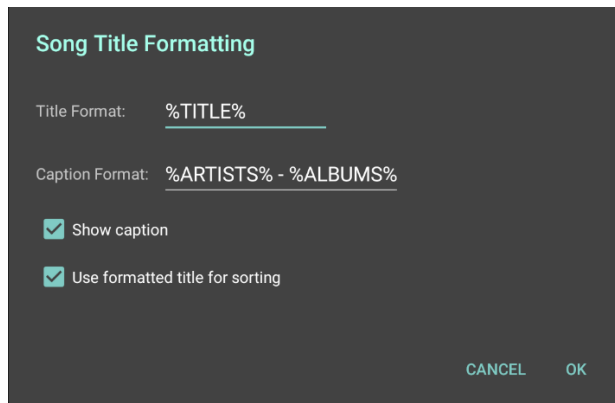 Song Title Formatting
Title Format: %TITLE%
Caption Format: %ARTISTS% - %ALBUMS%
Show caption
Use formatted title for sorting
CANCEL OK